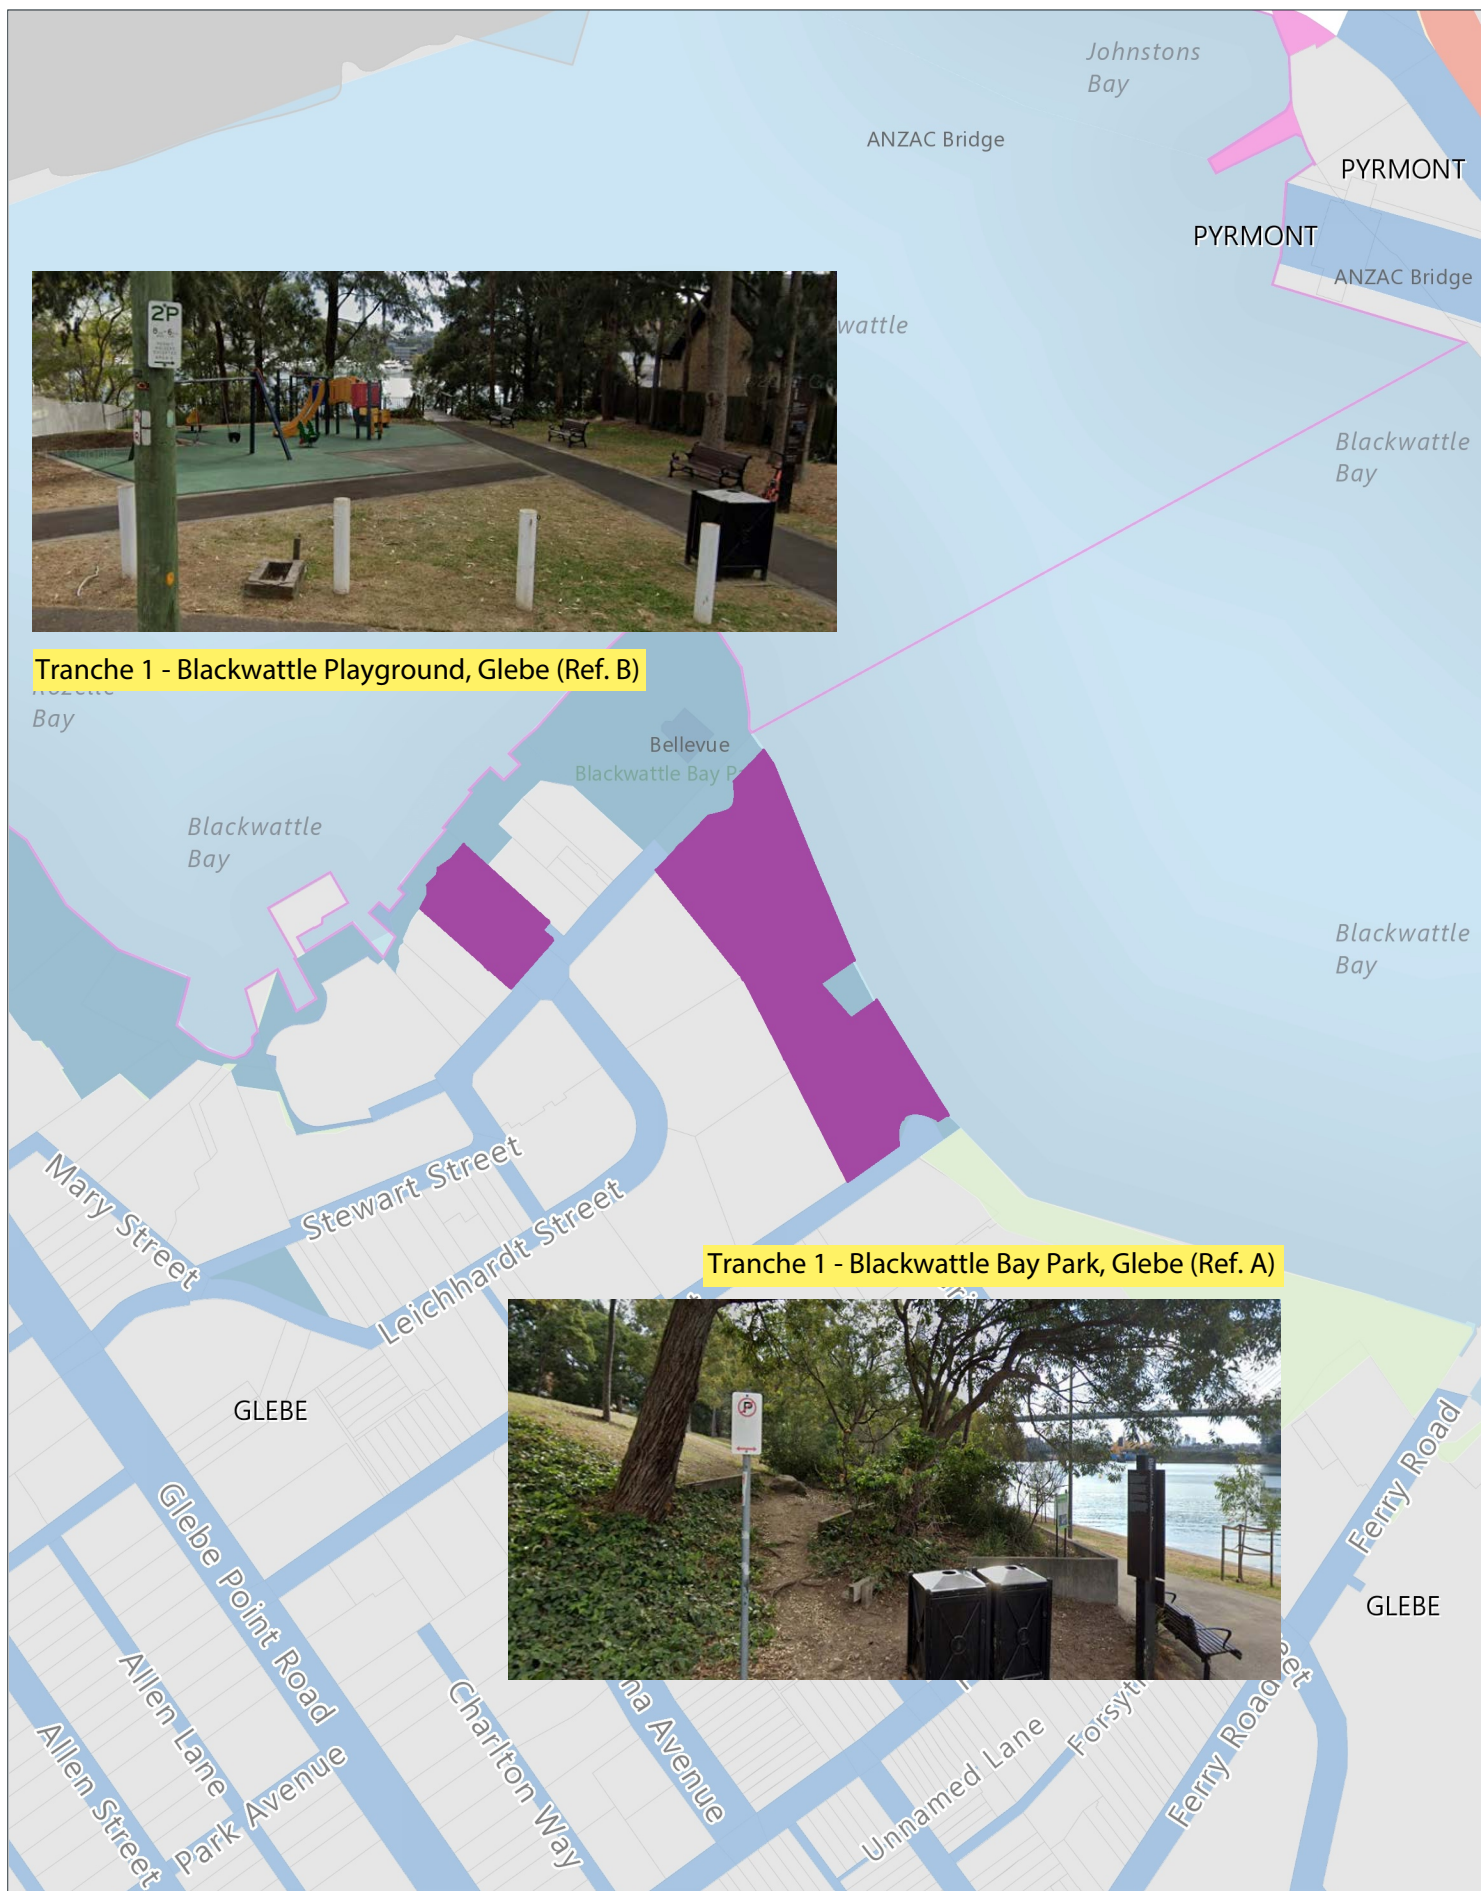 Johnstons
Bay
ANZAC Bridge
PYRMONT
PYRMONT
ANZAC Bridge
2P
wattle
Blackwattle
Bay
Tranche 1 - Blackwattle Playground, Glebe (Ref. B)
Bay
Bellevue
Blackwattle Bay P
Blackwattle
Bay
Blackwattle
Bay
Mary Street
Stewart Street
Leichhardt Street
Tranche 1 - Blackwattle Bay Park, Glebe (Ref. A)
GLEBE
P
Ferry Road
GLEBE
Glebe Point Road
Allen Lane
Allen Street
Park Avenue
Charlton Way
na Avenue
Unnamed Lane
Forsyt
et
Ferry Road